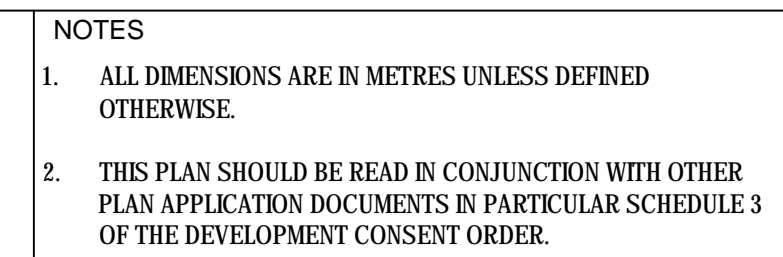 NOTES
1. ALL DIMENSIONS ARE IN METRES UNLESS DEFINED
OTHERWISE.
2. THIS PLAN SHOULD BE READ IN CONJUNCTION WITH OTHER
PLAN APPLICATION DOCUMENTS IN PARTICULAR SCHEDULE 3
OF THE DEVELOPMENT CONSENT ORDER.